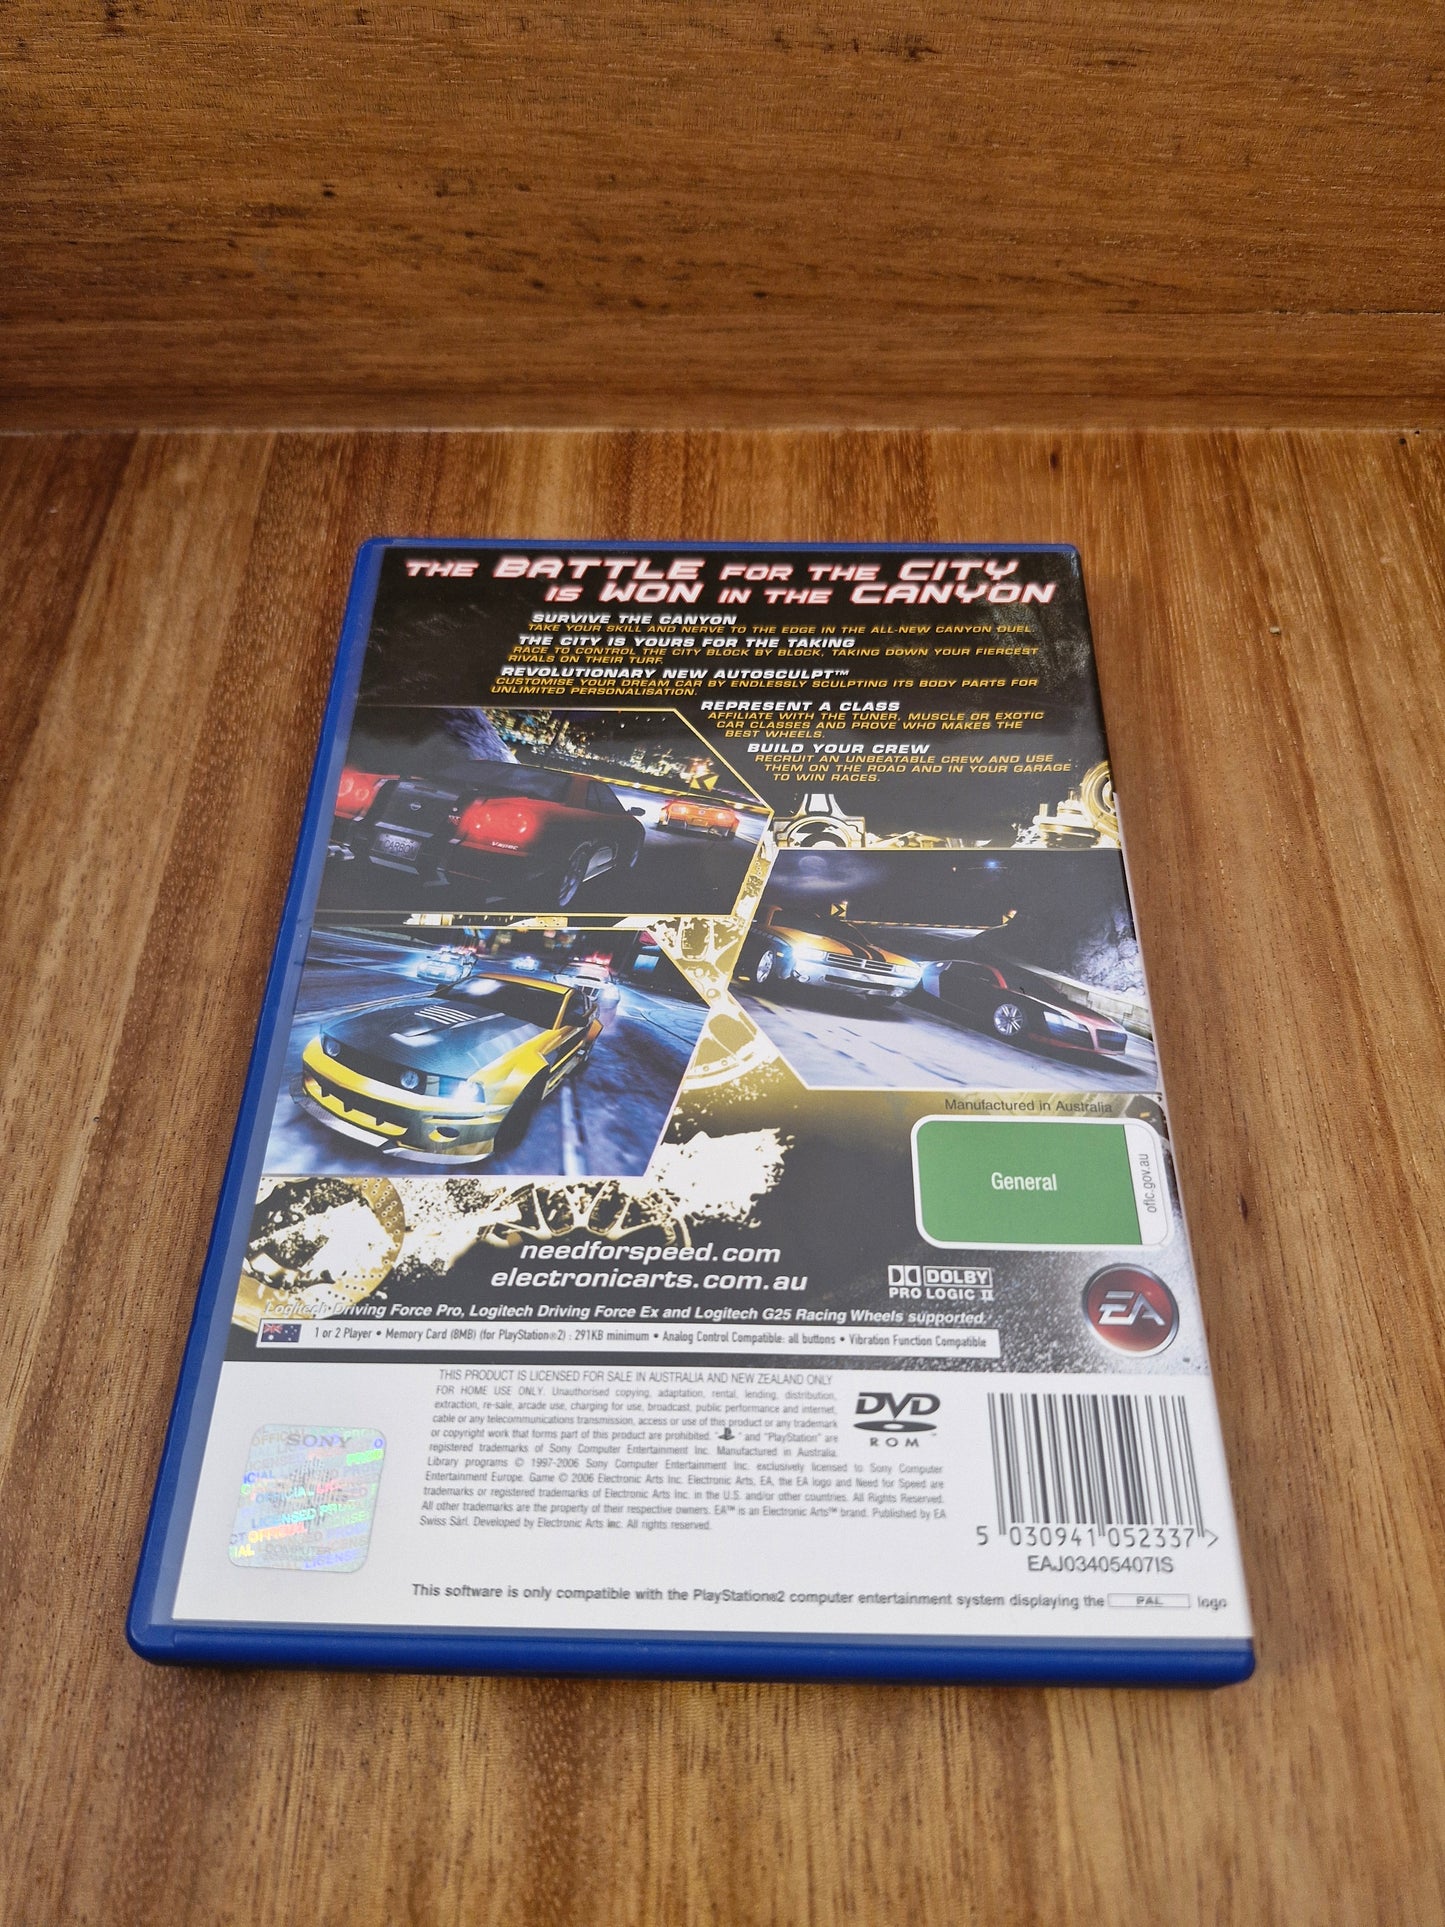 THE BATTLE FOR THE CITY
IS WON IN THE CANYON
SURVIVE THE CANYON
TAKE YOUR SKILL AND NERVE TO THE EDGE IN THE ALL-NEW CANYON DUEL.
THE CITY IS YOURS FOR THE TAKING
RACE TO CONTROL THE CITY BLOCK BY BLOCK, TAKING DOWN YOUR FIERCEST
RIVALS ON THEIR TURF.
REVOLUTIONARY NEW AUTOSCULPT™
CUSTOMISE YOUR DREAM CAR BY ENDLESSLY SCULPTING ITS BODY PARTS FOR
UNLIMITED PERSONALISATION.
REPRESENT A CLASS
AFFILIATE WITH THE TUNER, MUSCLE OR EXOTIC
CAR CLASSES AND PROVE WHO MAKES THE
BEST WHEELS.
BUILD YOUR CREW
RECRUIT AN UNBEATABLE CREW AND USE
THEM ON THE ROAD AND IN YOUR GARAGE
TO WIN RACES.
CARBON
Manufactured in Australia
General
oflc.gov.au
needforspeed.com
electronicarts.com.au
DOLBY
PRO LOGIC II
EA
Logitech Driving Force Pro, Logitech Driving Force Ex and Logitech G25 Racing Wheels supported.
1 or 2 Player • Memory Card (8MB) (for PlayStation®2) : 291KB minimum • Analog Control Compatible: all buttons • Vibration Function Compatible
THIS PRODUCT IS LICENSED FOR SALE IN AUSTRALIA AND NEW ZEALAND ONLY
FOR HOME USE ONLY. Unauthorised copying, adaptation, rental, lending, distribution,
extraction, re-sale, arcade use, charging for use, broadcast, public performance and internet,
cable or any telecommunications transmission, access or use of this product or any trademark
or copyright work that forms part of this product are prohibited. " " and "PlayStation" are
registered trademarks of Sony Computer Entertainment Inc. Manufactured in Australia.
Library programs © 1997-2006 Sony Computer Entertainment Inc. exclusively licensed to Sony Computer
Entertainment Europe. Game © 2006 Electronic Arts Inc. Electronic Arts, EA, the EA logo and Need for Speed are
trademarks or registered trademarks of Electronic Arts Inc. in the U.S. and/or other countries. All Rights Reserved.
All other trademarks are the property of their respective owners. EA™ is an Electronic Arts™ brand. Published by EA
Swiss Sàrl. Developed by Electronic Arts Inc. All rights reserved.
DVD
ROM
SONY
OFFICIAL LICENSED PRODUCT
COMPUTER
5 030941 052337 >
EAJ03405407IS
This software is only compatible with the PlayStation®2 computer entertainment system displaying the PAL logo